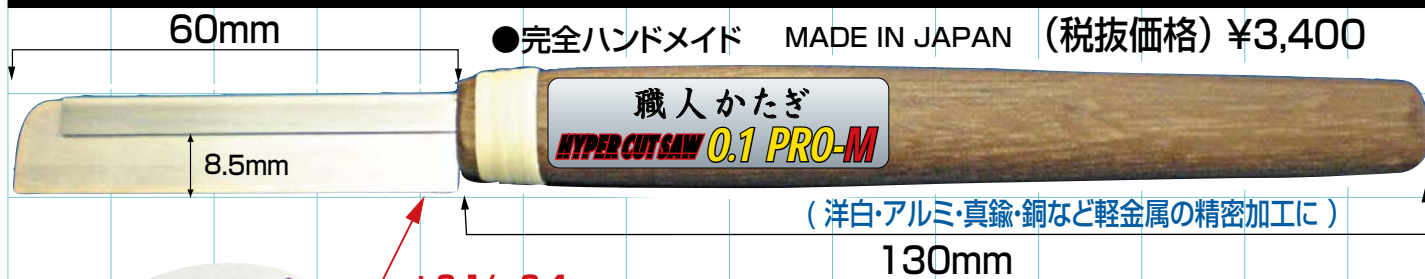 60mm
●完全ハンドメイド MADE IN JAPAN (税抜価格) ¥3,400
職人かたぎ
HYPER CUT SAW 0.1 PRO-M
8.5mm
(洋白・アルミ・真鍮・銅など軽金属の精密加工に)
130mm